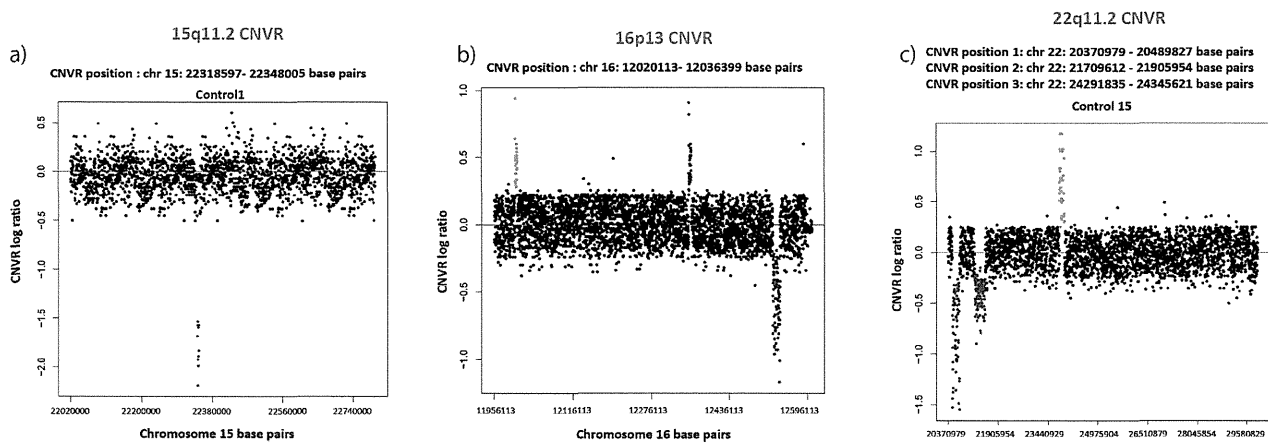 15q11.2 CNVR
a)
CNVR position : chr 15: 22318597- 22348005 base pairs
Control1
CNVR log ratio
0.5
0.0
-0.5
-1.0
-1.5
-2.0
22020000 22200000 22380000 22560000 22740000
Chromosome 15 base pairs
16p13 CNVR
b)
CNVR position : chr 16: 12020113- 12036399 base pairs
CNVR log ratio
1.0
0.5
0.0
-0.5
-1.0
11956113 12116113 12276113 12436113 12596113
Chromosome 16 base pairs
22q11.2 CNVR
c)
CNVR position 1: chr 22: 20370979 - 20489827 base pairs
CNVR position 2: chr 22: 21709612 - 21905954 base pairs
CNVR position 3: chr 22: 24291835 - 24345621 base pairs
Control 15
CNVR log ratio
1.0
0.5
0.0
-0.5
-1.0
-1.5
20370979 21905954 23440929 24975904 26510879 28045854 29580829
Chromosome 22 base pairs